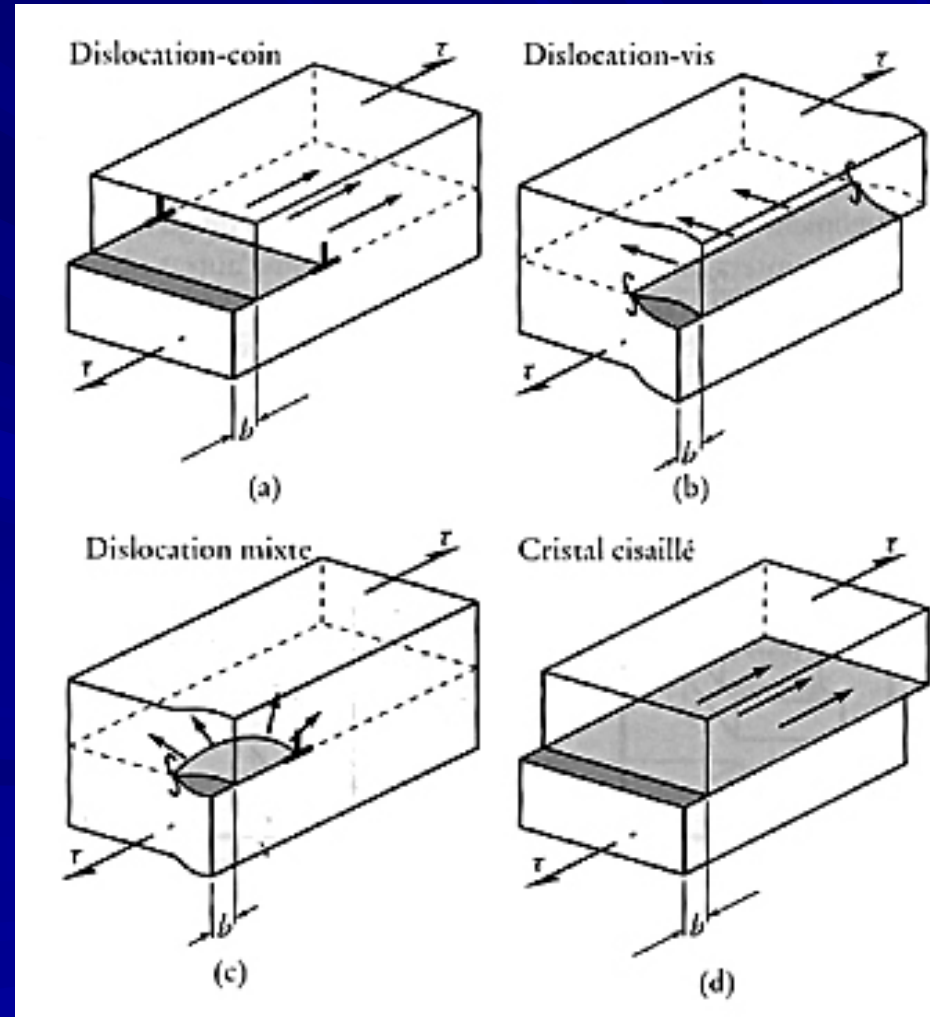 Dislocation-coin
τ
τ
b
(a)
Dislocation-vis
τ
τ
b
(b)
Dislocation mixte
τ
τ
b
(c)
Cristal cisaillé
τ
τ
b
(d)